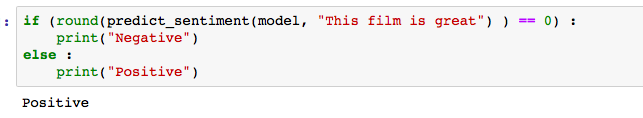 : if (round(predict_sentiment(model, "This film is great") ) == 0) :
    print("Negative")
else :
    print("Positive")
Positive